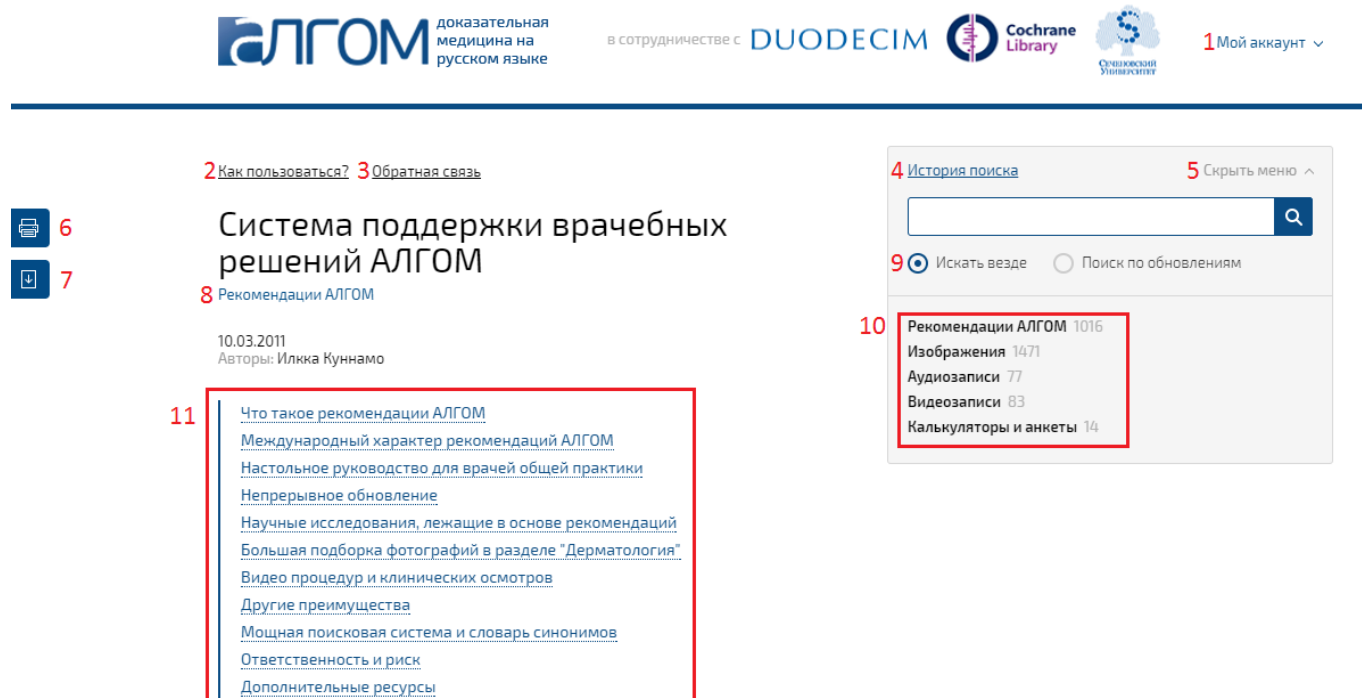 алгом
доказательная
медицина на
русском языке
в сотрудничестве с DUODECIM
Cochrane
Library
Сеченовский
Университет
1 Мой аккаунт
2 Как пользоваться? 3 Обратная связь
4 История поиска
5 Скрыть меню
6
7
Система поддержки врачебных
решений АЛГОМ
8 Рекомендации АЛГОМ
9 Искать везде Поиск по обновлениям
10.03.2011
Авторы: Илкка Куннамо
10 Рекомендации АЛГОМ 1016
Изображения 1471
Аудиозаписи 77
Видеозаписи 83
Калькуляторы и анкеты 14
11 Что такое рекомендации АЛГОМ
Международный характер рекомендаций АЛГОМ
Настольное руководство для врачей общей практики
Непрерывное обновление
Научные исследования, лежащие в основе рекомендаций
Большая подборка фотографий в разделе "Дерматология"
Видео процедур и клинических осмотров
Другие преимущества
Мощная поисковая система и словарь синонимов
Ответственность и риск
Дополнительные ресурсы